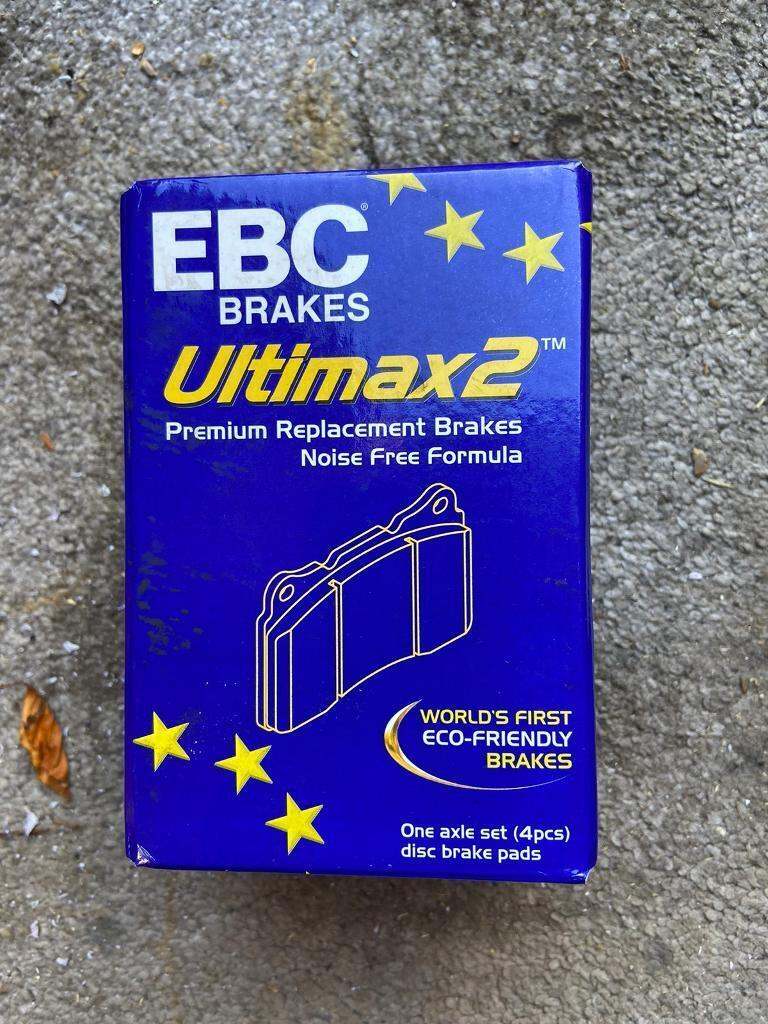 EBC®
BRAKES
Ultimax2™
Premium Replacement Brakes
Noise Free Formula
WORLD'S FIRST
ECO-FRIENDLY
BRAKES
One axle set (4pcs)
disc brake pads